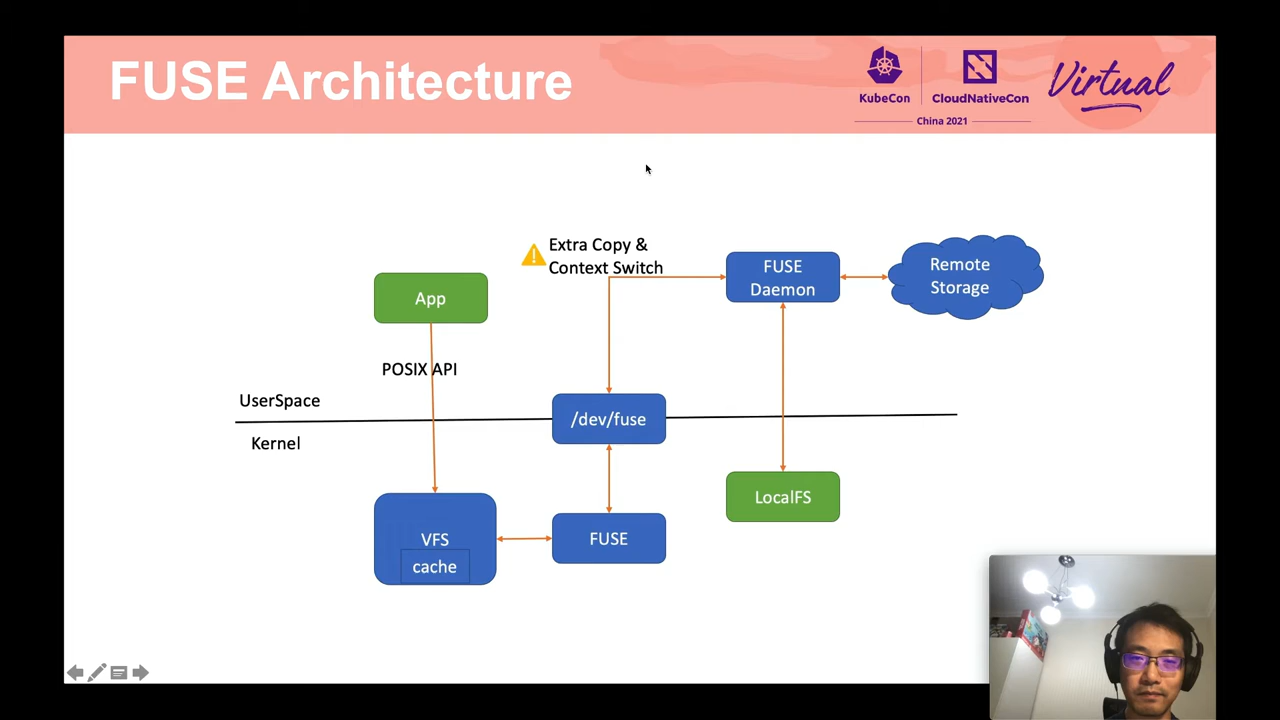 FUSE Architecture
KubeCon
CloudNativeCon
China 2021
Virtual
Extra Copy &
Context Switch
FUSE
Daemon
Remote
Storage
App
POSIX API
UserSpace
/dev/fuse
Kernel
LocalFS
VFS
cache
FUSE